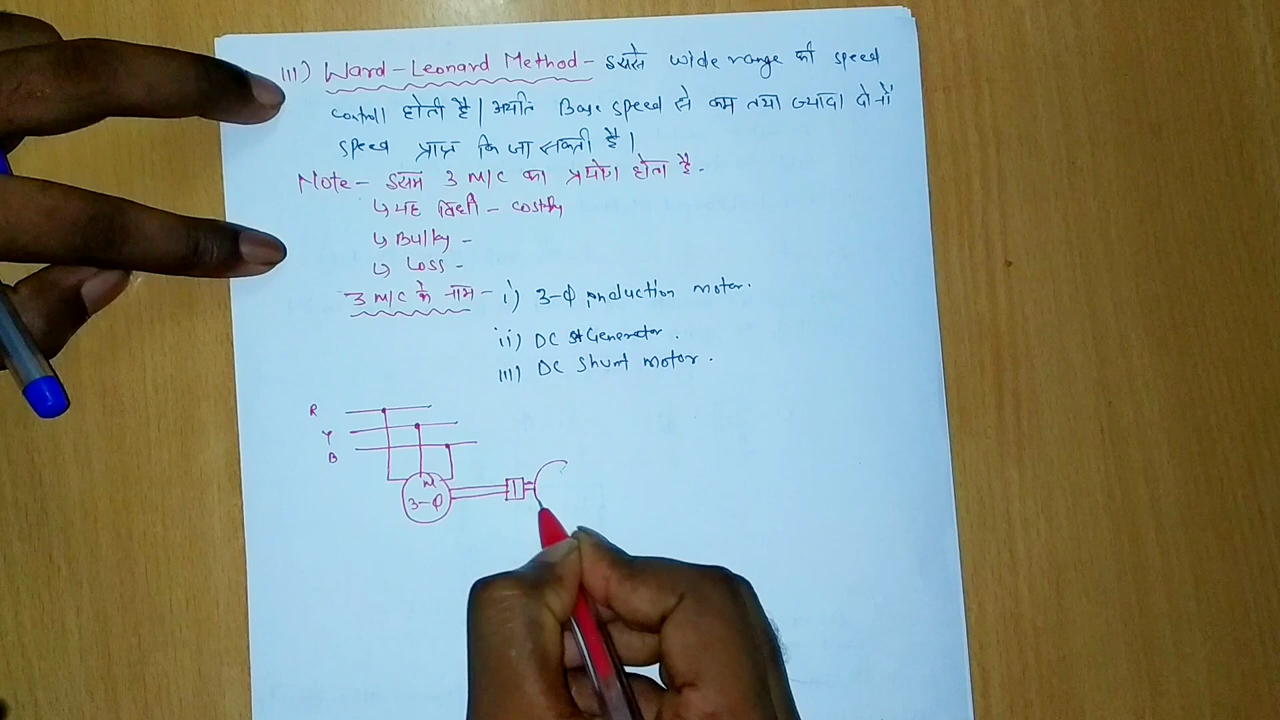 III) Ward-Leonard Method - इससे wide range की speed
control होती है| अर्थात Base speed से कम तथा ज्यादा दोनों
speed प्राप्त कि जा सकती है|
Note- इसमें 3 M/C का प्रयोग होता है.
↳ यह विधी - costly
↳ Bulky -
↳ Loss -
3 M/C के नाम - i) 3-Φ induction motor.
ii) DC Generator.
III) DC Shunt motor.
R
Y
B
M
3-Φ